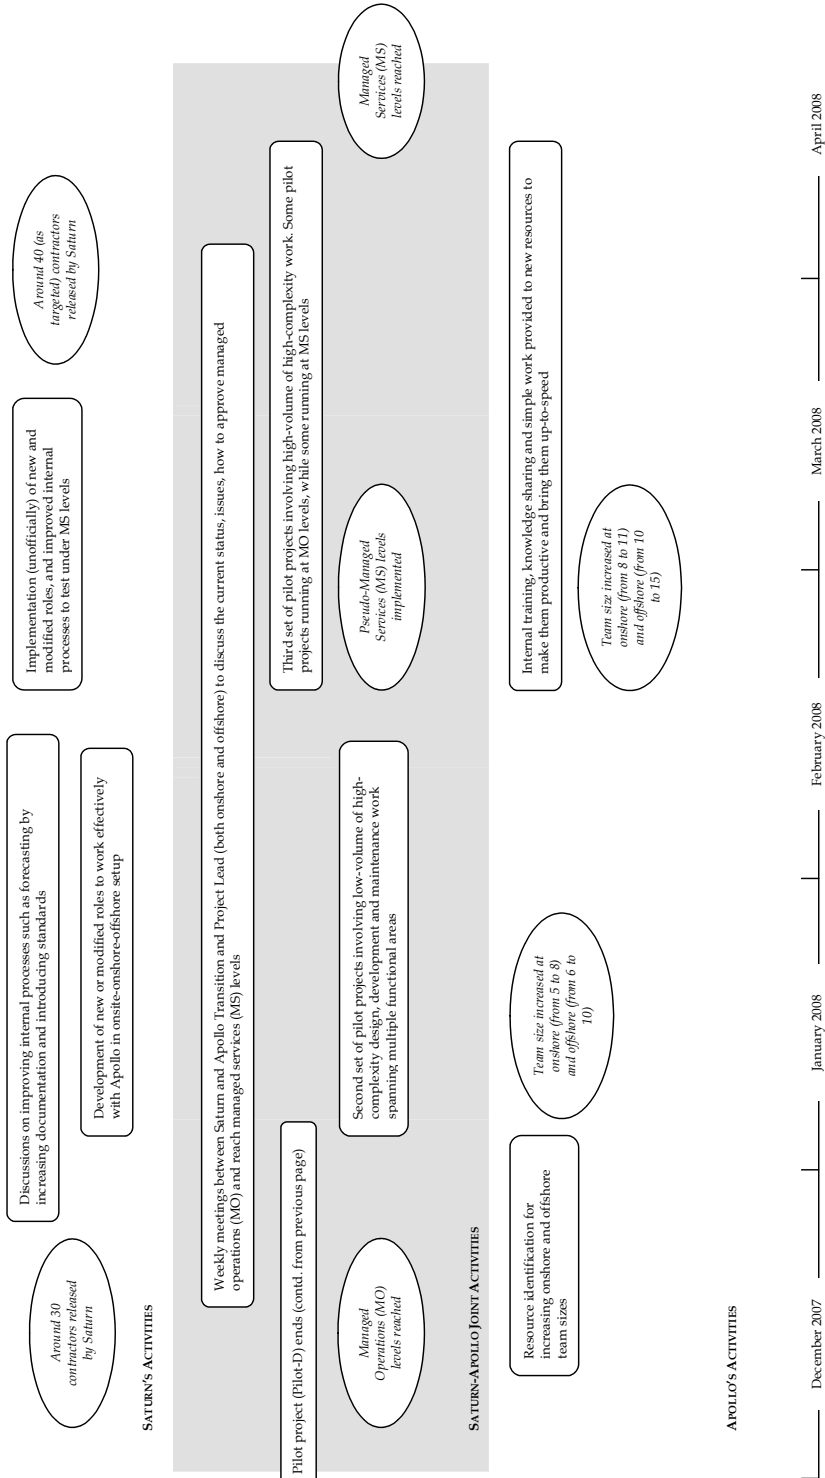 Around 30
contractors released
by Saturn
Discussions on improving internal processes such as forecasting by
increasing documentation and introducing standards
Development of new or modified roles to work effectively
with Apollo in onsite-onshore-offshore setup
Implementation (unofficially) of new and
modified roles, and improved internal
processes to test under MS levels
Around 40 (as
targeted) contractors
released by Saturn
SATURN'S ACTIVITIES
Weekly meetings between Saturn and Apollo Transition and Project Lead (both onshore and offshore) to discuss the current status, issues, how to approve managed
operations (MO) and reach managed services (MS) levels
Pilot project (Pilot-D) ends (contd. from previous page)
Third set of pilot projects involving high-volume of high-complexity work. Some pilot
projects running at MO levels, while some running at MS levels
Managed
Operations (MO)
levels reached
Second set of pilot projects involving low-volume of high-
complexity design, development and maintenance work
spanning multiple functional areas
Pseudo-Managed
Services (MS) levels
implemented
Managed
Services (MS)
levels reached
SATURN-APOLLO JOINT ACTIVITIES
Resource identification for
increasing onshore and offshore
team sizes
Team size increased at
onshore (from 5 to 8)
and offshore (from 6 to
10)
Internal training, knowledge sharing and simple work provided to new resources to
make them productive and bring them up-to-speed
Team size increased at
onshore (from 8 to 11)
and offshore (from 10
to 15)
APOLLO'S ACTIVITIES
December 2007
January 2008
February 2008
March 2008
April 2008